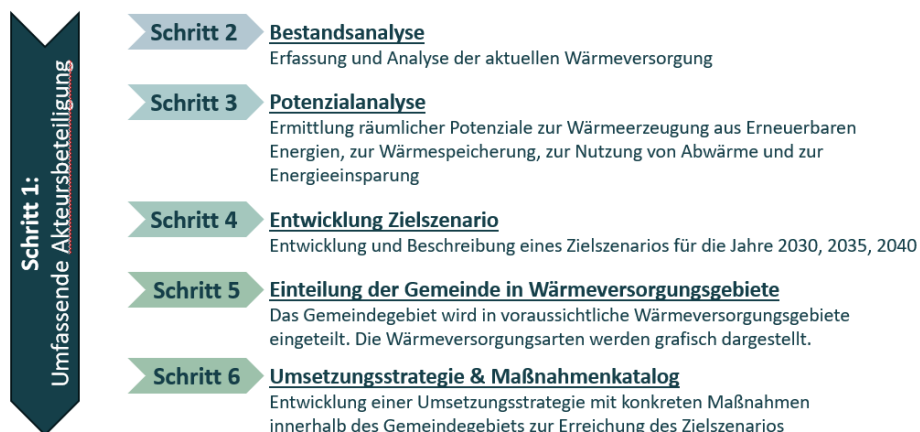 Schritt 1:
Umfassende Akteursbeteiligung
Schritt 2
Bestandsanalyse
Erfassung und Analyse der aktuellen Wärmeversorgung
Schritt 3
Potenzialanalyse
Ermittlung räumlicher Potenziale zur Wärmeerzeugung aus Erneuerbaren
Energien, zur Wärmespeicherung, zur Nutzung von Abwärme und zur
Energieeinsparung
Schritt 4
Entwicklung Zielszenario
Entwicklung und Beschreibung eines Zielszenarios für die Jahre 2030, 2035, 2040
Schritt 5
Einteilung der Gemeinde in Wärmeversorgungsgebiete
Das Gemeindegebiet wird in voraussichtliche Wärmeversorgungsgebiete
eingeteilt. Die Wärmeversorgungsarten werden grafisch dargestellt.
Schritt 6
Umsetzungsstrategie & Maßnahmenkatalog
Entwicklung einer Umsetzungsstrategie mit konkreten Maßnahmen
innerhalb des Gemeindegebiets zur Erreichung des Zielszenarios